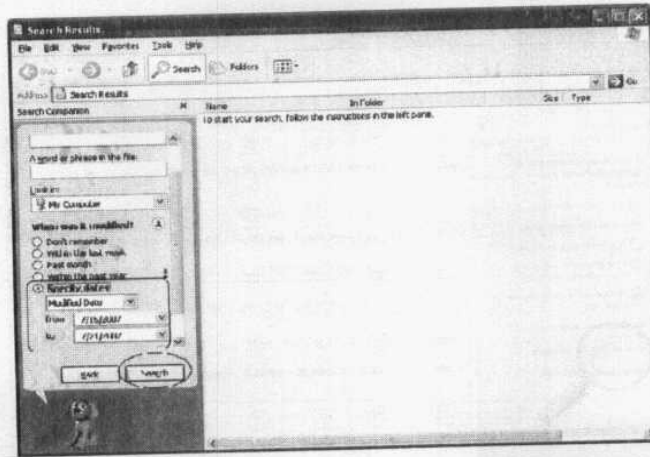 Search Results
File Edit View Favorites Tools Help
Search Folders
Address Search Results Go
Search Companion
Name In Folder Size Type
To start your search, follow the instructions in the left pane.
A word or phrase in the file:
Look in:
My Computer
When was it modified?
Don't remember
Within the last week
Past month
Within the past year
Specify dates
Modified Date
from
to
Back Search